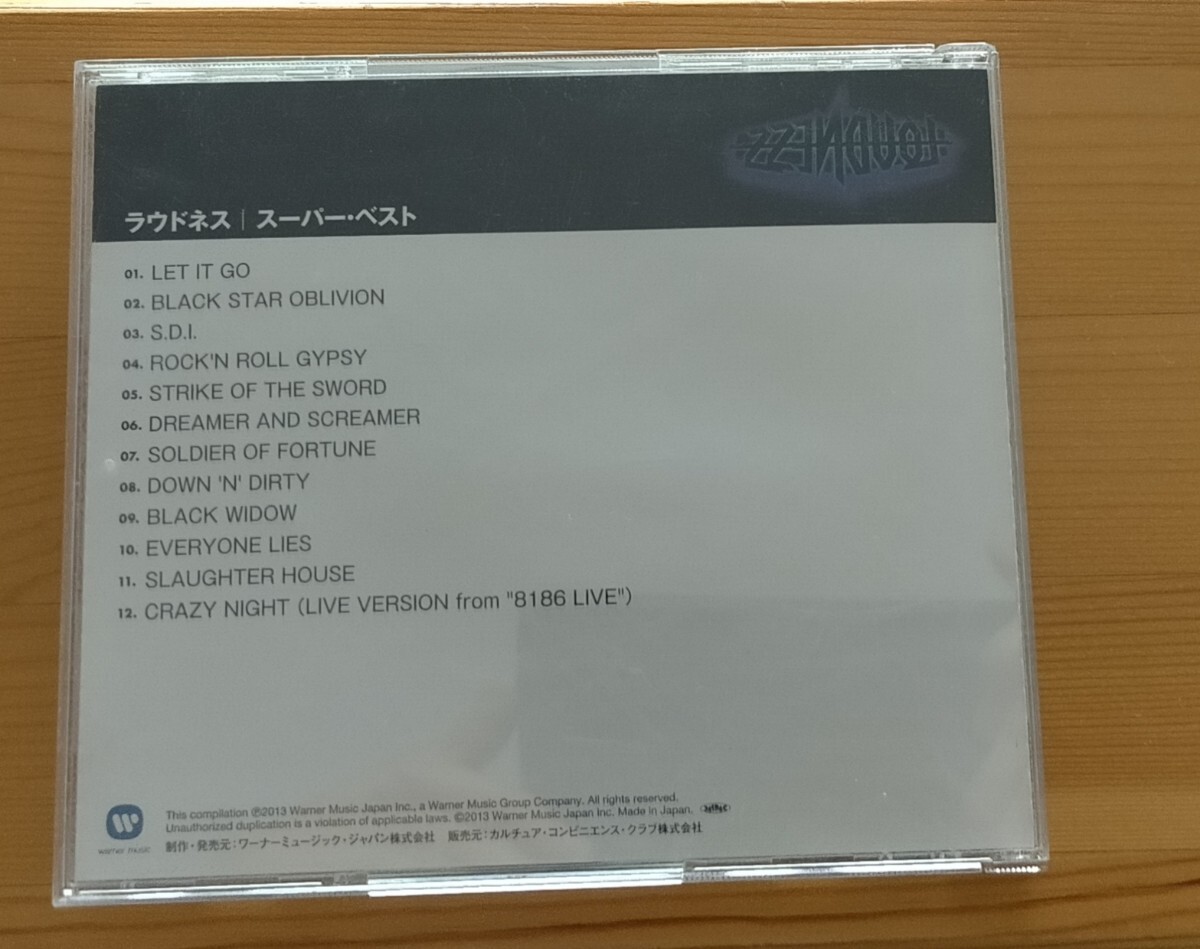 LOUDNESS
ラウドネス｜スーパー・ベスト
01. LET IT GO
02. BLACK STAR OBLIVION
03. S.D.I.
04. ROCK'N ROLL GYPSY
05. STRIKE OF THE SWORD
06. DREAMER AND SCREAMER
07. SOLDIER OF FORTUNE
08. DOWN 'N' DIRTY
09. BLACK WIDOW
10. EVERYONE LIES
11. SLAUGHTER HOUSE
12. CRAZY NIGHT (LIVE VERSION from "8186 LIVE")
This compilation ℗2013 Warner Music Japan Inc., a Warner Music Group Company. All rights reserved.
Unauthorized duplication is a violation of applicable laws. ©2013 Warner Music Japan Inc. Made in Japan.
制作・発売元：ワーナーミュージック・ジャパン株式会社 販売元：カルチュア・コンビニエンス・クラブ株式会社
warner music